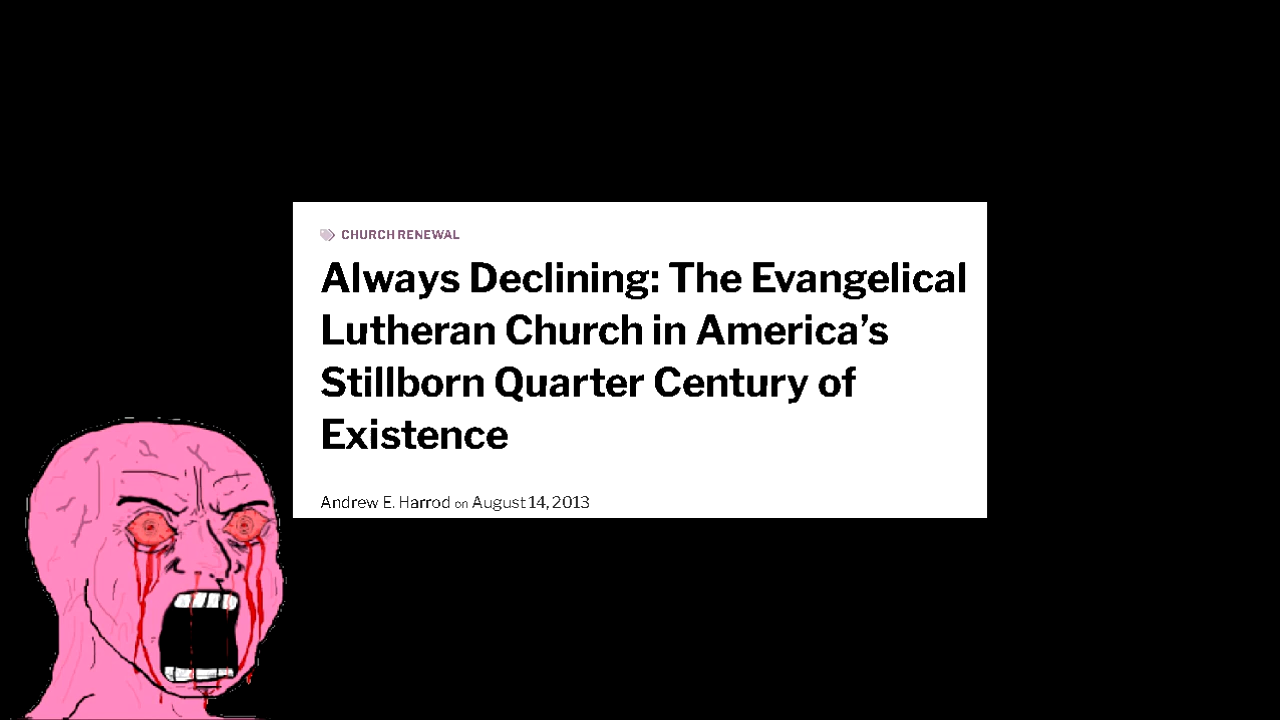 CHURCH RENEWAL
Always Declining: The Evangelical
Lutheran Church in America’s
Stillborn Quarter Century of
Existence
Andrew E. Harrod on August 14, 2013